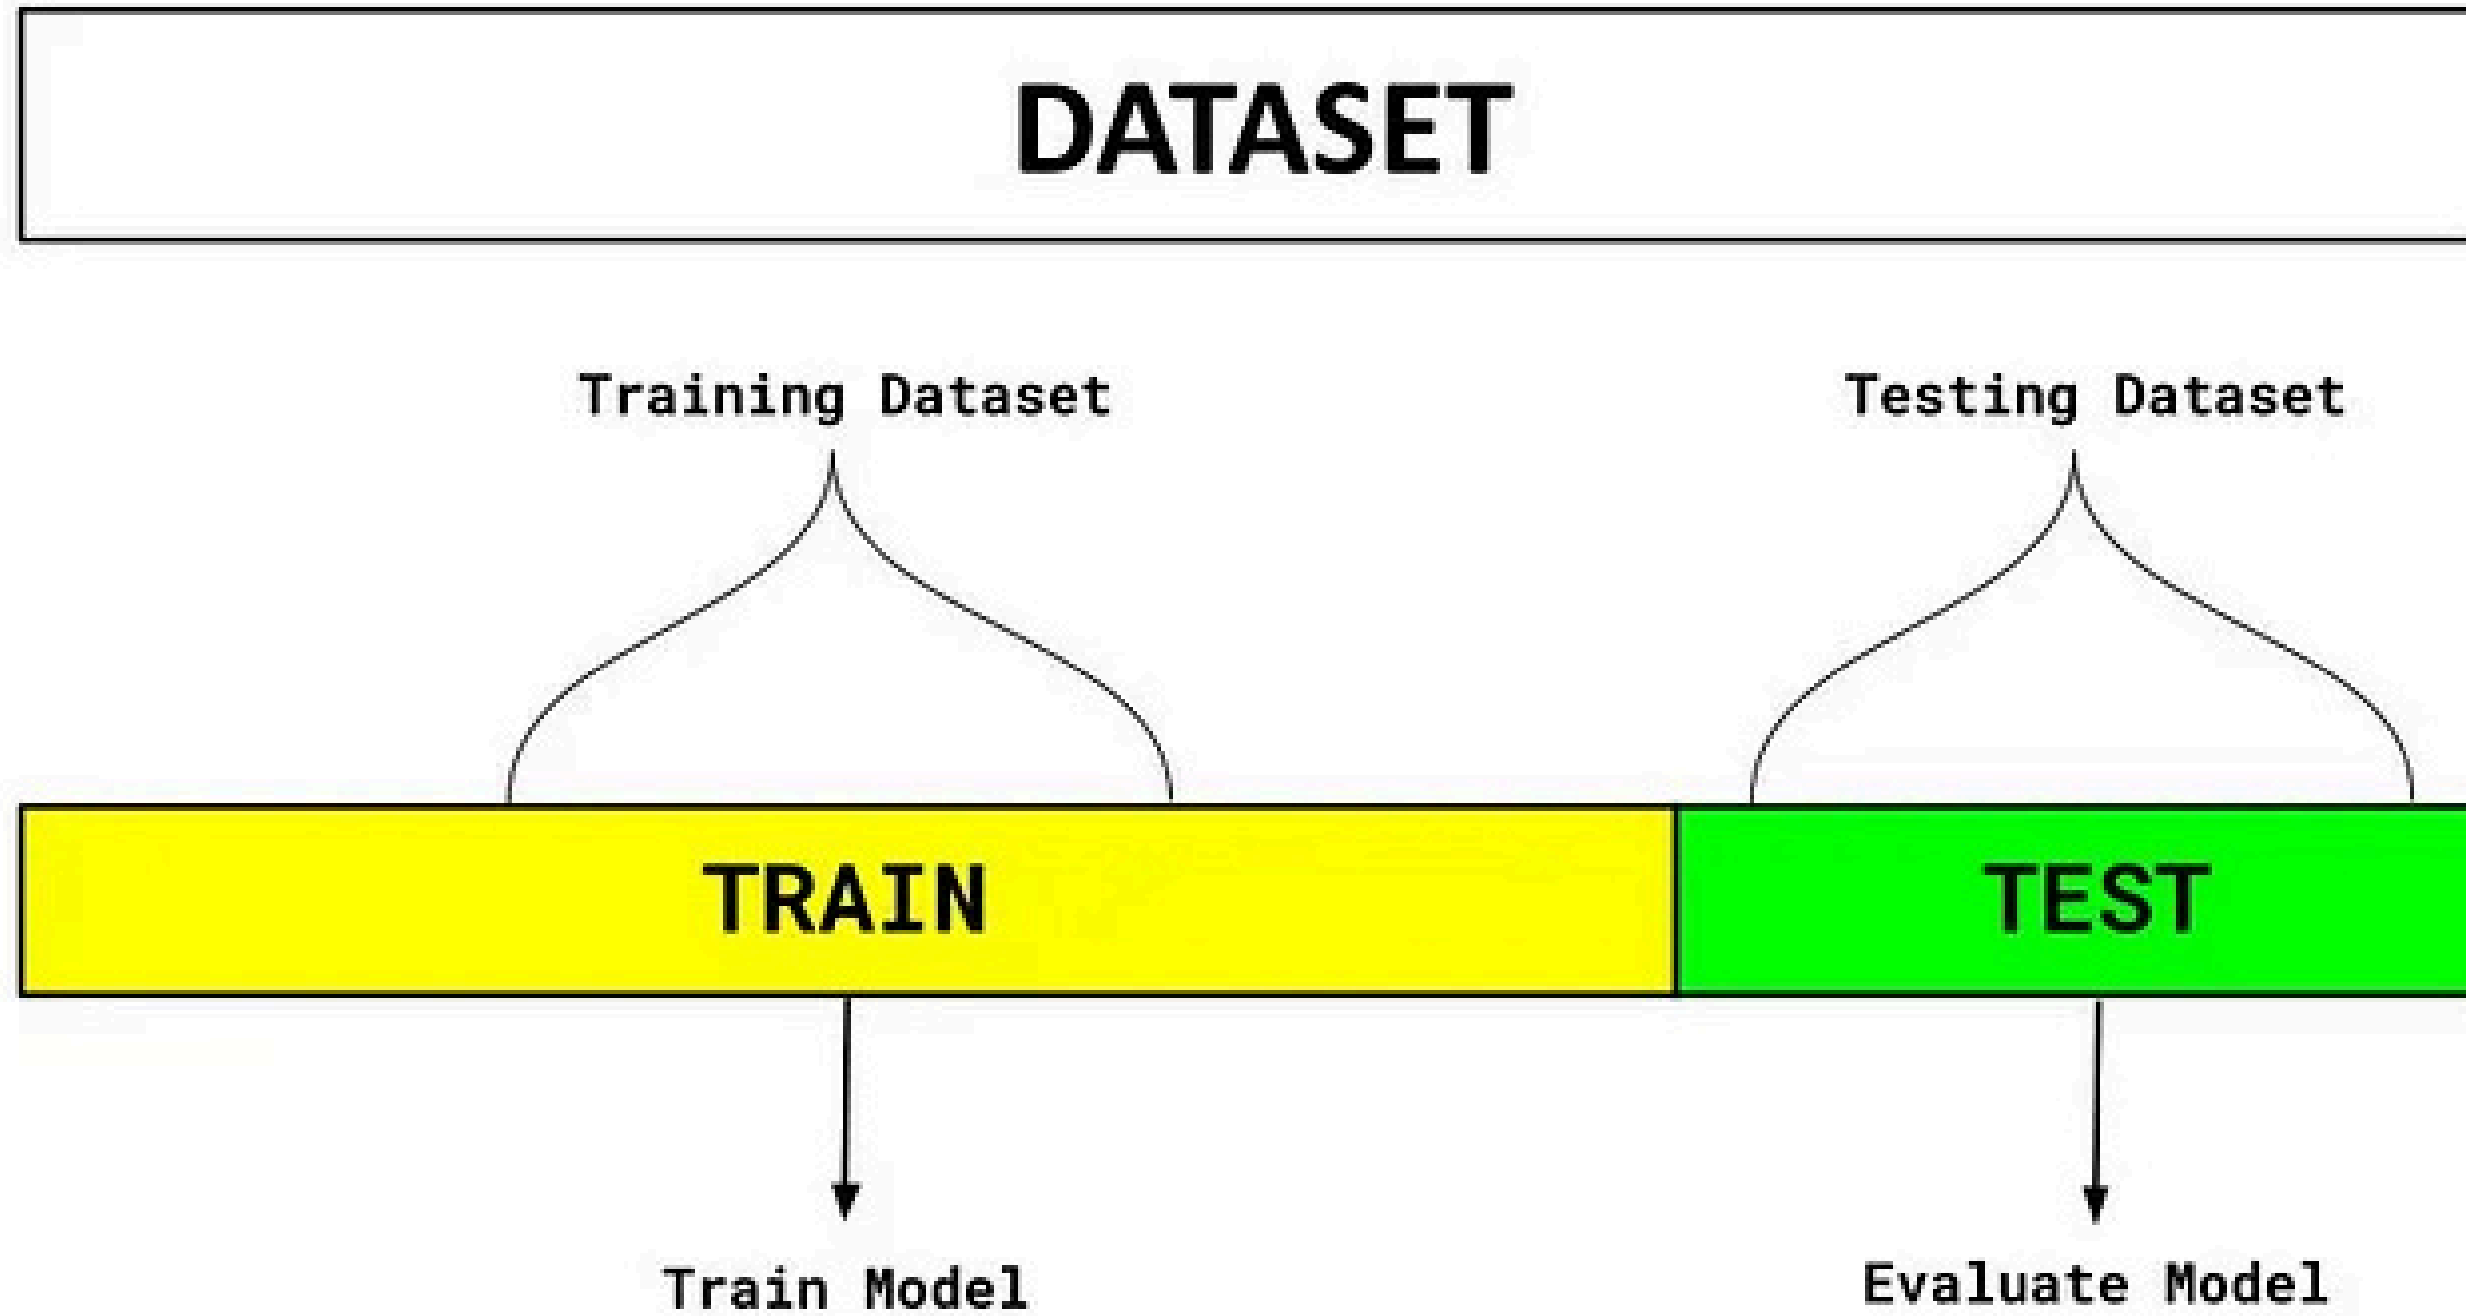 DATASET
Training Dataset
Testing Dataset
TRAIN
TEST
Train Model
Evaluate Model